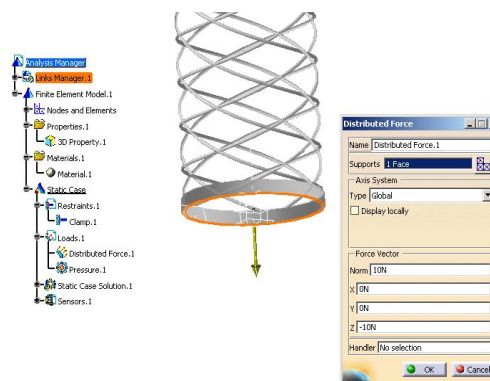 Analysis Manager
Links Manager.1
Finite Element Model.1
Nodes and Elements
Properties.1
3D Property.1
Materials.1
Material.1
Static Case
Restraints.1
Clamp.1
Loads.1
Distributed Force.1
Pressure.1
Static Case Solution.1
Sensors.1
Distributed Force
Name Distributed Force.1
Supports 1 Face
Axis System
Type Global
Display locally
Force Vector
Norm 10N
X 0N
Y 0N
Z -10N
Handler No selection
OK Cancel